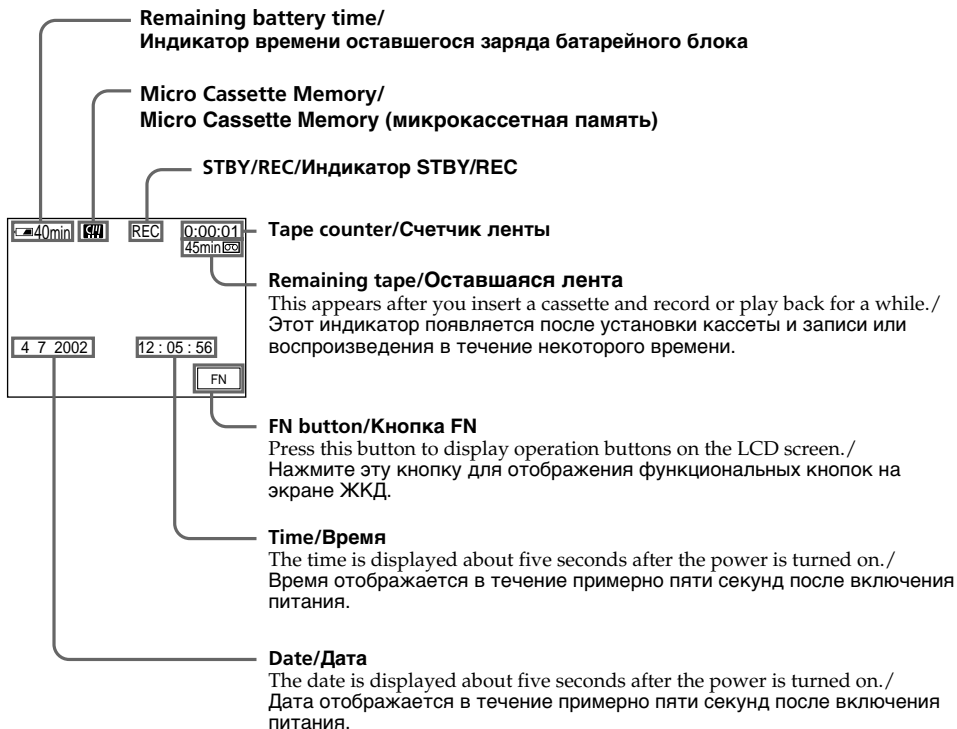 Remaining battery time/
Индикатор времени оставшегося заряда батарейного блока
Micro Cassette Memory/
Micro Cassette Memory (микрокассетная память)
STBY/REC/Индикатор STBY/REC
40min REC 0:00:01
45min
Tape counter/Счетчик ленты
Remaining tape/Оставшаяся лента
This appears after you insert a cassette and record or play back for a while./
Этот индикатор появляется после установки кассеты и записи или
воспроизведения в течение некоторого времени.
4 7 2002 12 : 05 : 56
FN
FN button/Кнопка FN
Press this button to display operation buttons on the LCD screen./
Нажмите эту кнопку для отображения функциональных кнопок на
экране ЖКД.
Time/Время
The time is displayed about five seconds after the power is turned on./
Время отображается в течение примерно пяти секунд после включения
питания.
Date/Дата
The date is displayed about five seconds after the power is turned on./
Дата отображается в течение примерно пяти секунд после включения
питания.